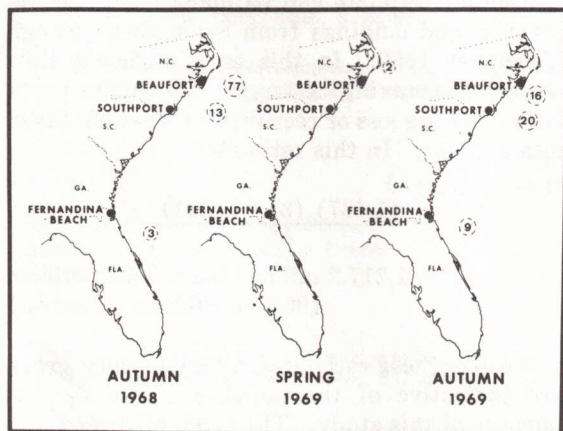 N.C.
BEAUFORT
77
SOUTHPORT
13
S.C.
GA.
FERNANDINA
BEACH
3
FLA.
AUTUMN
1968
N.C.
2
BEAUFORT
SOUTHPORT
S.C.
GA.
FERNANDINA
BEACH
FLA.
SPRING
1969
N.C.
BEAUFORT
16
SOUTHPORT
20
S.C.
GA.
FERNANDINA
BEACH
9
FLA.
AUTUMN
1969